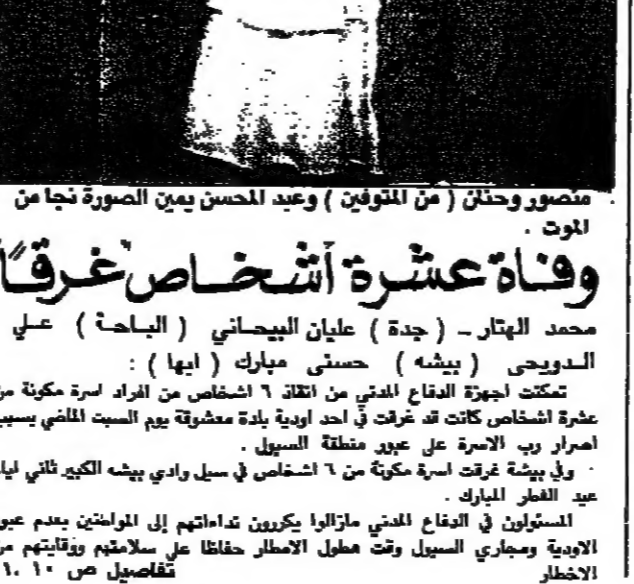 منصور وحنان ( من المتوفين ) وعبد المحسن يمين الصورة نجا من
الموت .
وفاة عشرة أشخاص غرقاً
محمد الهتار ـ ( جدة ) عليان البيحاني ( الباحة ) علي
الدويحي ( بيشه ) حسنى مبارك ( ابها ) :
تمكنت اجهزة الدفاع المدني من انقاذ ٦ اشخاص من افراد اسرة مكونة من
عشرة اشخاص كانت قد غرقت في احد اودية بلدة معشوقة يوم السبت الماضي بسبب
اصرار رب الاسرة على عبور منطقة السيول .
وفي بيشة غرقت اسرة مكونة من ٦ اشخاص في سيل وادي بيشه الكبير ثاني ليالي
عيد الفطر المبارك .
المسئولون في الدفاع المدني مازالوا يكررون نداءاتهم إلى المواطنين بعدم عبور
الاودية ومجاري السيول وقت هطول الامطار حفاظا على سلامتهم ووقايتهم من
الاخطار
تفاصيل ص ١٠